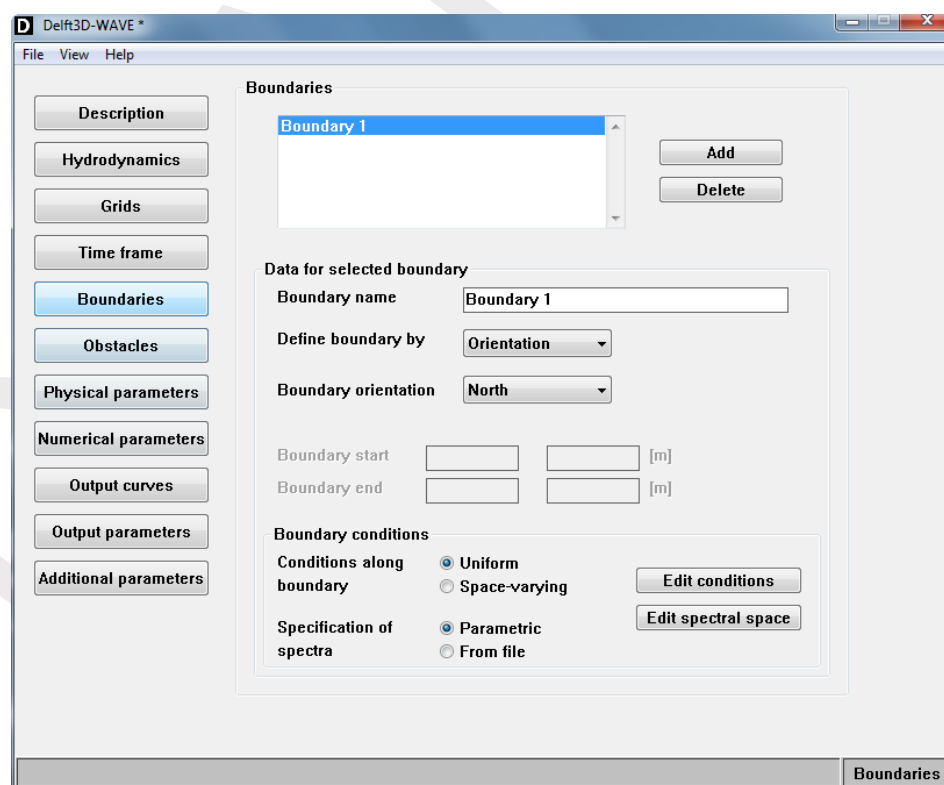 D Delft3D-WAVE *
File View Help
Description
Hydrodynamics
Grids
Time frame
Boundaries
Obstacles
Physical parameters
Numerical parameters
Output curves
Output parameters
Additional parameters
Boundaries
Boundary 1
Add
Delete
Data for selected boundary
Boundary name Boundary 1
Define boundary by Orientation
Boundary orientation North
Boundary start [m]
Boundary end [m]
Boundary conditions
Conditions along boundary
Uniform
Space-varying
Edit conditions
Edit spectral space
Specification of spectra
Parametric
From file
Boundaries